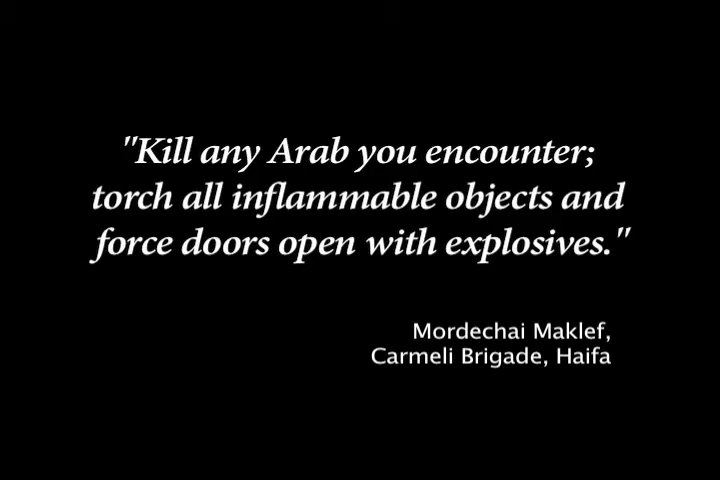 "Kill any Arab you encounter;
torch all inflammable objects and
force doors open with explosives."
Mordechai Maklef,
Carmeli Brigade, Haifa